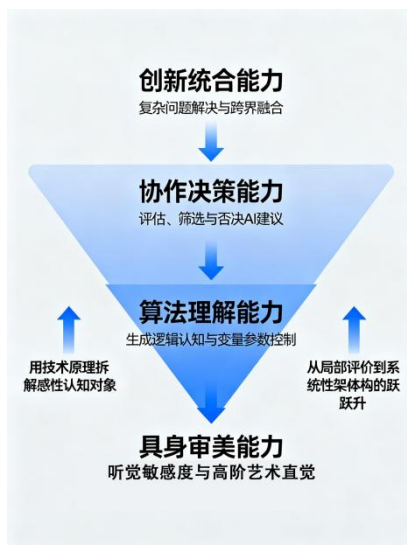 创新统合能力
复杂问题解决与跨界融合
协作决策能力
评估、筛选与否决AI建议
算法理解能力
生成逻辑认知与变量参数控制
用技术原理拆
解感性认知对象
从局部评价到系
统性架体构的跃
跃升
具身审美能力
听觉敏感度与高阶艺术直觉